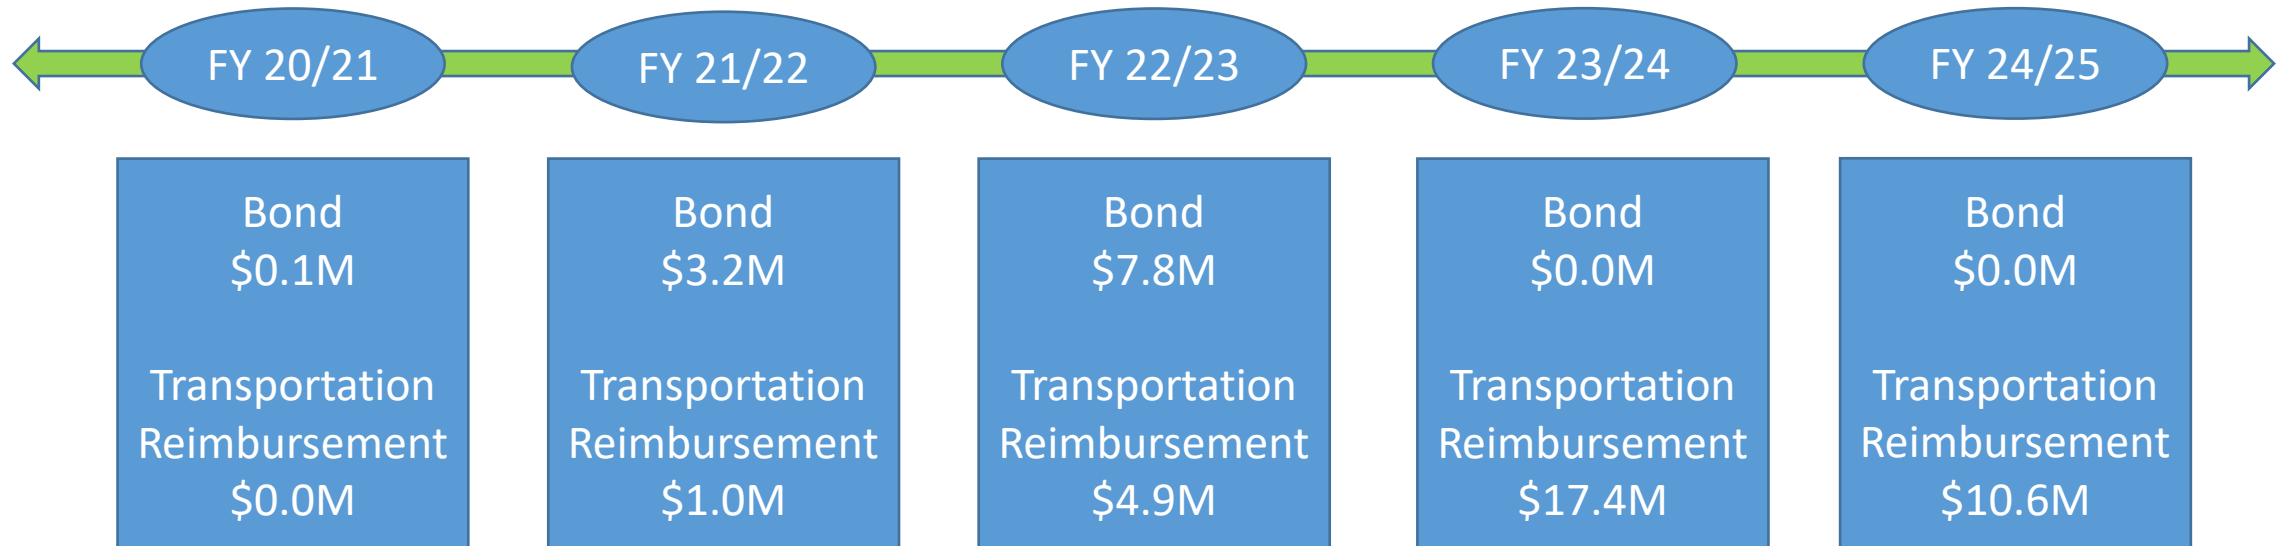 FY 20/21
FY 21/22
FY 22/23
FY 23/24
FY 24/25
Bond
$0.1M
Transportation
Reimbursement
$0.0M
Bond
$3.2M
Transportation
Reimbursement
$1.0M
Bond
$7.8M
Transportation
Reimbursement
$4.9M
Bond
$0.0M
Transportation
Reimbursement
$17.4M
Bond
$0.0M
Transportation
Reimbursement
$10.6M